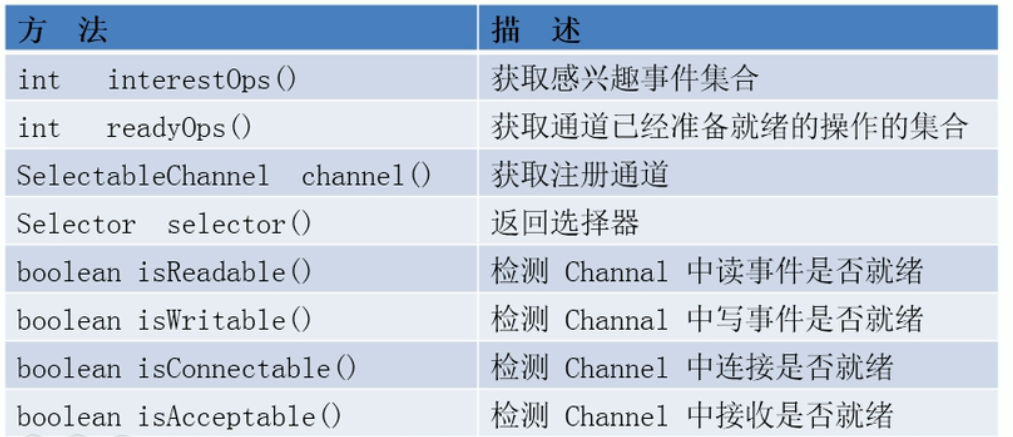 方 法 描 述
int interestOps() 获取感兴趣事件集合
int readyOps() 获取通道已经准备就绪的操作的集合
SelectableChannel channel() 获取注册通道
Selector selector() 返回选择器
boolean isReadable() 检测 Channal 中读事件是否就绪
boolean isWritable() 检测 Channal 中写事件是否就绪
boolean isConnectable() 检测 Channel 中连接是否就绪
boolean isAcceptable() 检测 Channel 中接收是否就绪